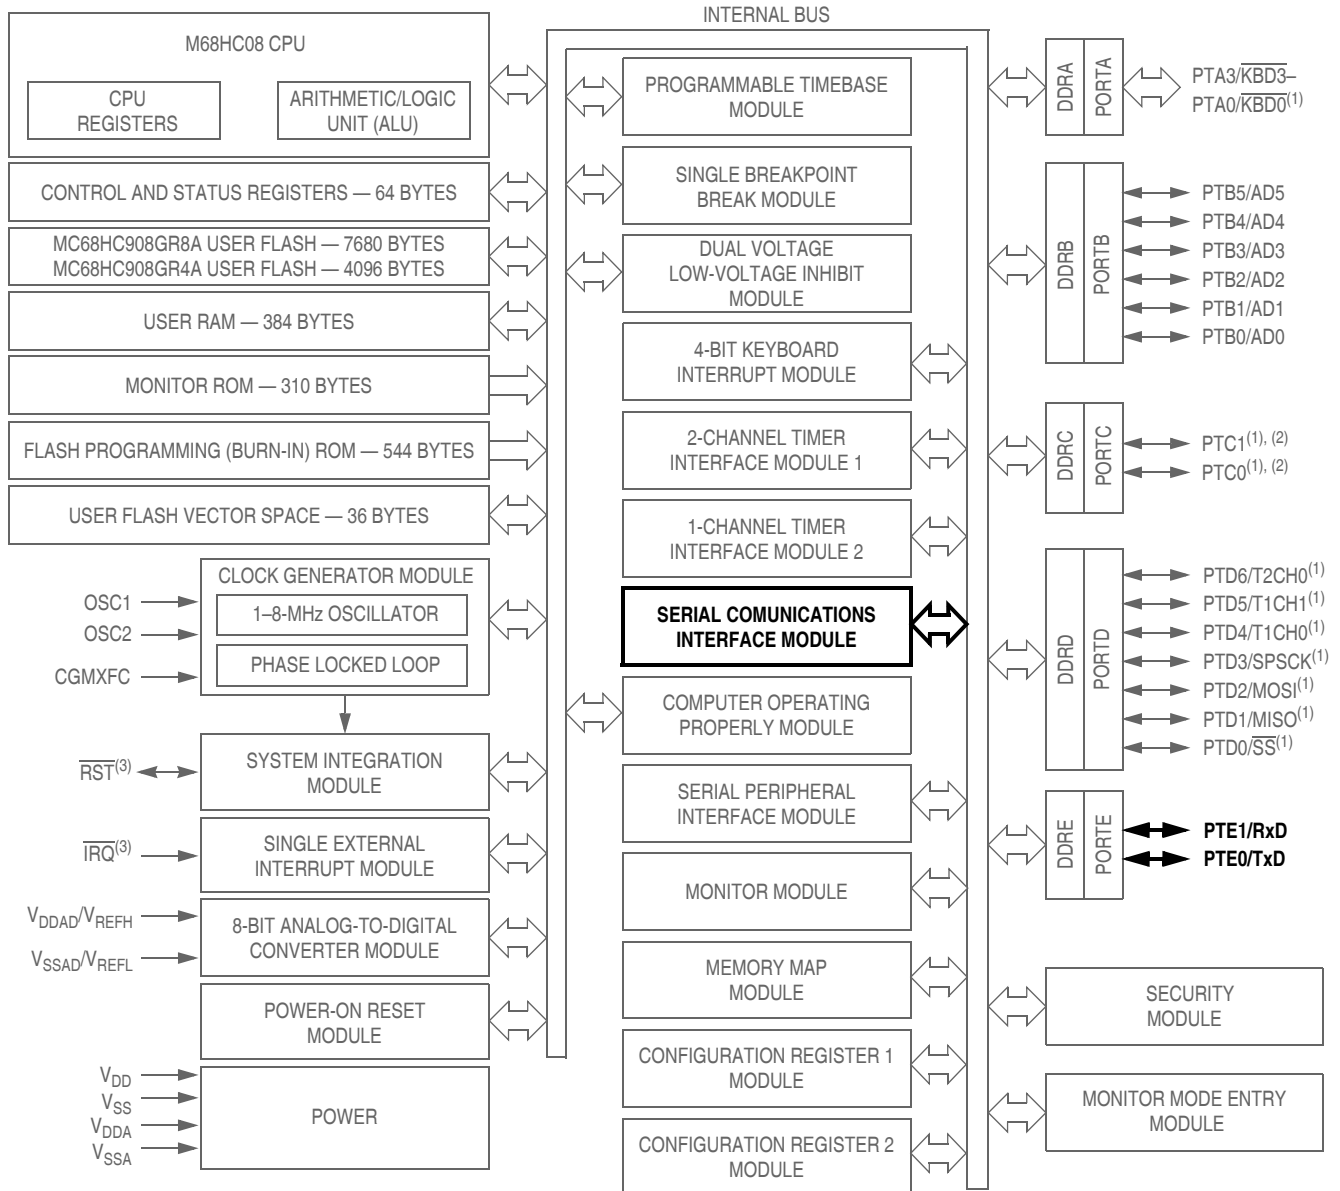 INTERNAL BUS
M68HC08 CPU
CPU
REGISTERS
ARITHMETIC/LOGIC
UNIT (ALU)
CONTROL AND STATUS REGISTERS — 64 BYTES
MC68HC908GR8A USER FLASH — 7680 BYTES
MC68HC908GR4A USER FLASH — 4096 BYTES
USER RAM — 384 BYTES
MONITOR ROM — 310 BYTES
FLASH PROGRAMMING (BURN-IN) ROM — 544 BYTES
USER FLASH VECTOR SPACE — 36 BYTES
CLOCK GENERATOR MODULE
1–8-MHz OSCILLATOR
PHASE LOCKED LOOP
OSC1
OSC2
CGMXFC
SYSTEM INTEGRATION
MODULE
RST(3)
SINGLE EXTERNAL
INTERRUPT MODULE
IRQ(3)
8-BIT ANALOG-TO-DIGITAL
CONVERTER MODULE
VDDAD/VREFH
VSSAD/VREFL
POWER-ON RESET
MODULE
POWER
VDD
VSS
VDDA
VSSA
PROGRAMMABLE TIMEBASE
MODULE
SINGLE BREAKPOINT
BREAK MODULE
DUAL VOLTAGE
LOW-VOLTAGE INHIBIT
MODULE
4-BIT KEYBOARD
INTERRUPT MODULE
2-CHANNEL TIMER
INTERFACE MODULE 1
1-CHANNEL TIMER
INTERFACE MODULE 2
SERIAL COMUNICATIONS
INTERFACE MODULE
COMPUTER OPERATING
PROPERLY MODULE
SERIAL PERIPHERAL
INTERFACE MODULE
MONITOR MODULE
MEMORY MAP
MODULE
CONFIGURATION REGISTER 1
MODULE
CONFIGURATION REGISTER 2
MODULE
DDRA
PORTA
PTA3/KBD3–
PTA0/KBD0(1)
DDRB
PORTB
PTB5/AD5
PTB4/AD4
PTB3/AD3
PTB2/AD2
PTB1/AD1
PTB0/AD0
DDRC
PORTC
PTC1(1), (2)
PTC0(1), (2)
DDRD
PORTD
PTD6/T2CH0(1)
PTD5/T1CH1(1)
PTD4/T1CH0(1)
PTD3/SPSCK(1)
PTD2/MOSI(1)
PTD1/MISO(1)
PTD0/SS(1)
DDRE
PORTE
PTE1/RxD
PTE0/TxD
SECURITY
MODULE
MONITOR MODE ENTRY
MODULE